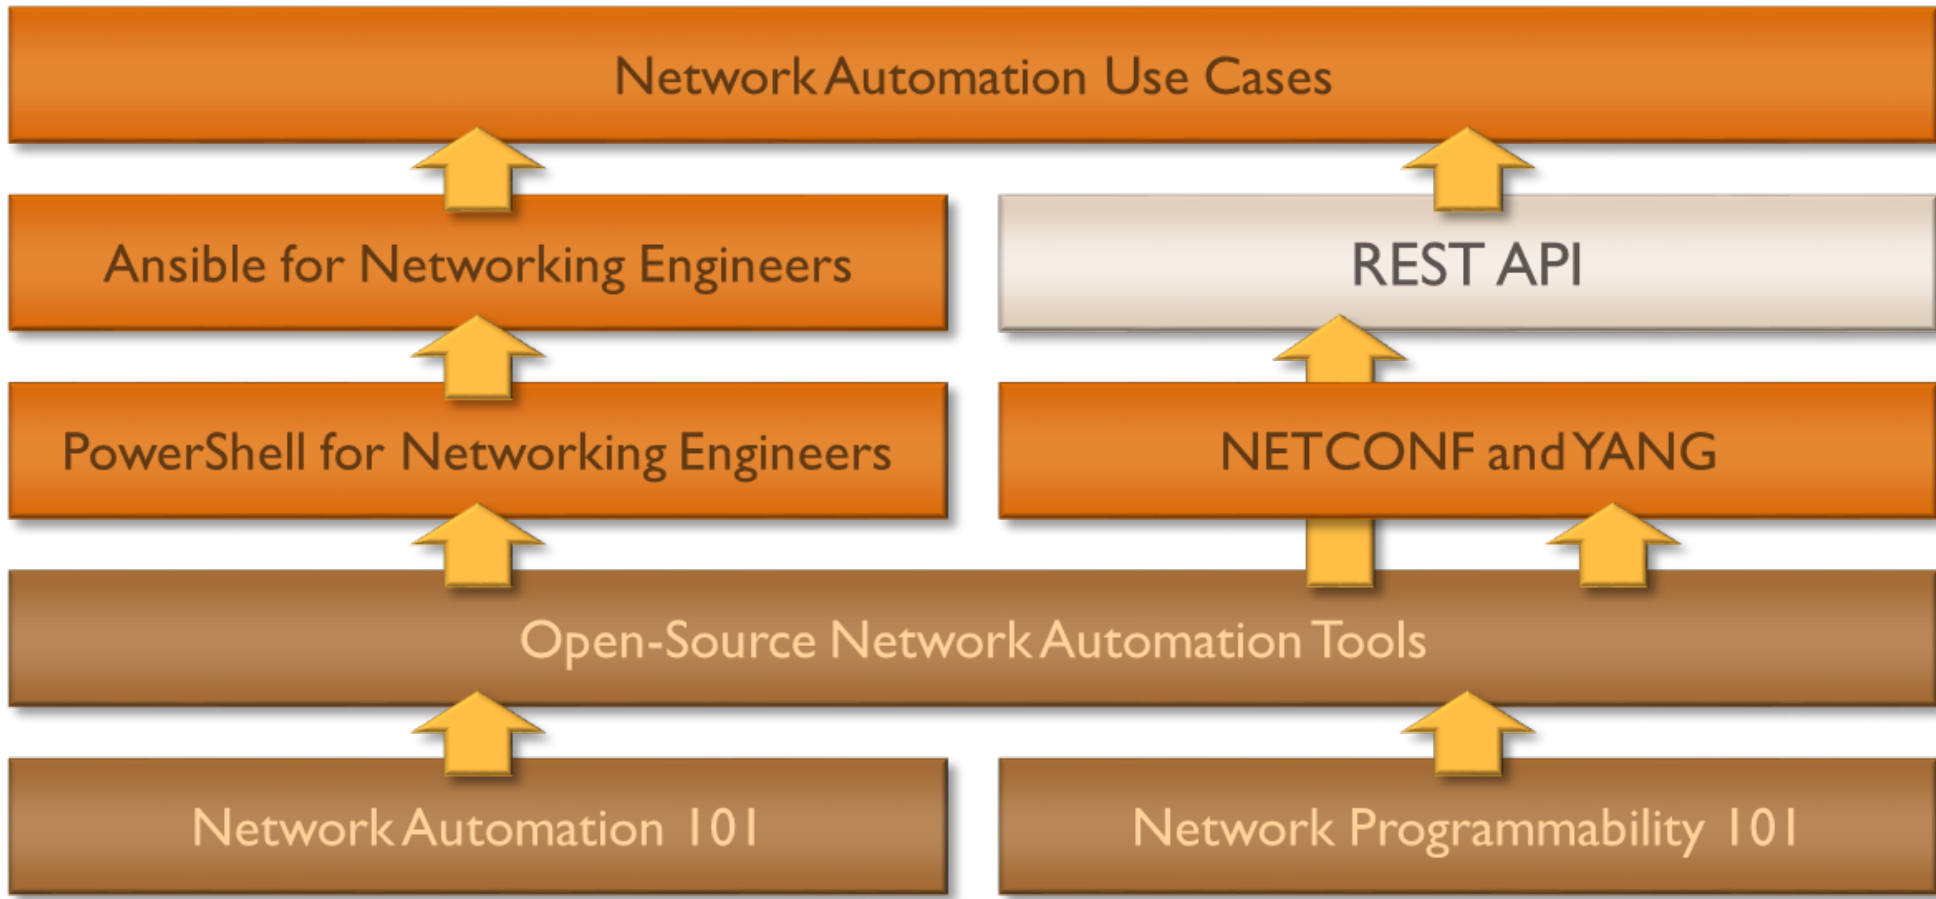 Network Automation Use Cases
Ansible for Networking Engineers
REST API
PowerShell for Networking Engineers
NETCONF and YANG
Open-Source Network Automation Tools
Network Automation 101
Network Programmability 101